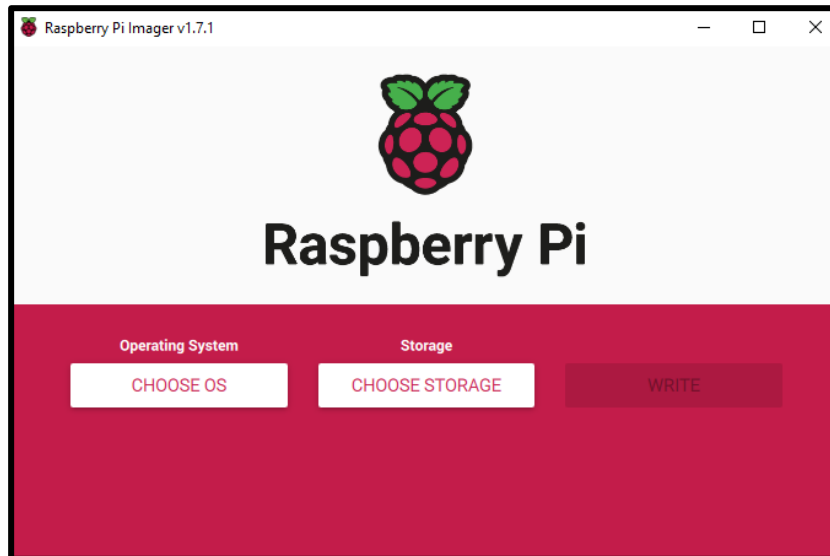 Raspberry Pi Imager v1.7.1
Raspberry Pi
Operating System
Storage
CHOOSE OS
CHOOSE STORAGE
WRITE